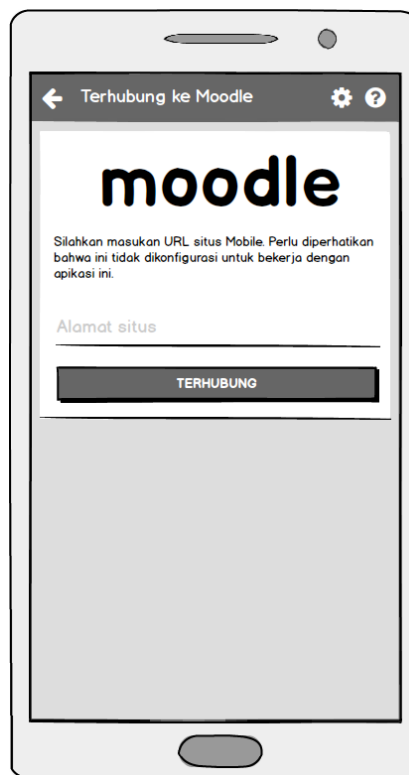 Terhubung ke Moodle
moodle
Silahkan masukan URL situs Mobile. Perlu diperhatikan
bahwa ini tidak dikonfigurasi untuk bekerja dengan
apikasi ini.
Alamat situs
TERHUBUNG